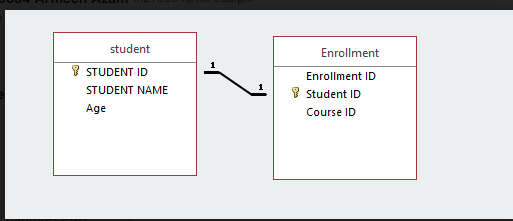 student
STUDENT ID
STUDENT NAME
Age
1
1
Enrollment
Enrollment ID
Student ID
Course ID